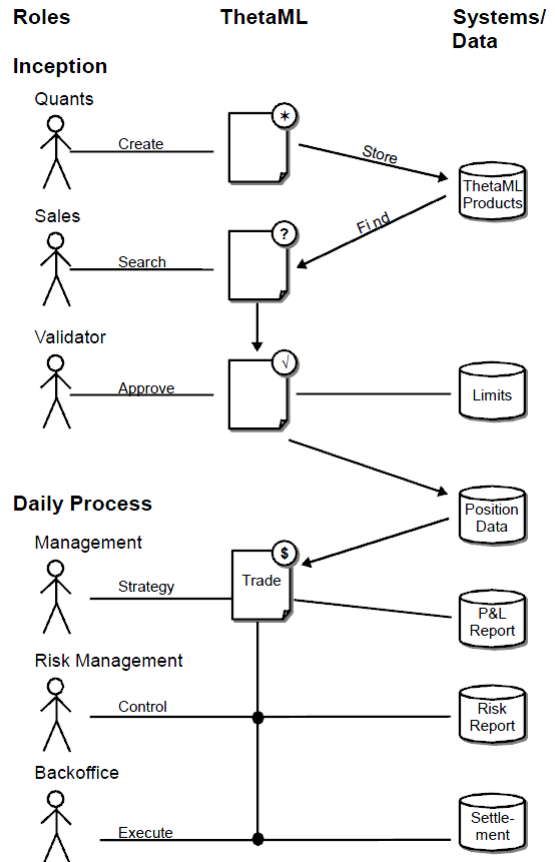 Roles ThetaML Systems/
Data
Inception
Quants
*
Create
Store
ThetaML
Products
Sales
Find
?
Search
Validator
√
Approve
Limits
Daily Process
Position
Data
Management
$
Trade
Strategy
P&L
Report
Risk Management
Control
Risk
Report
Backoffice
Execute
Settle-
ment